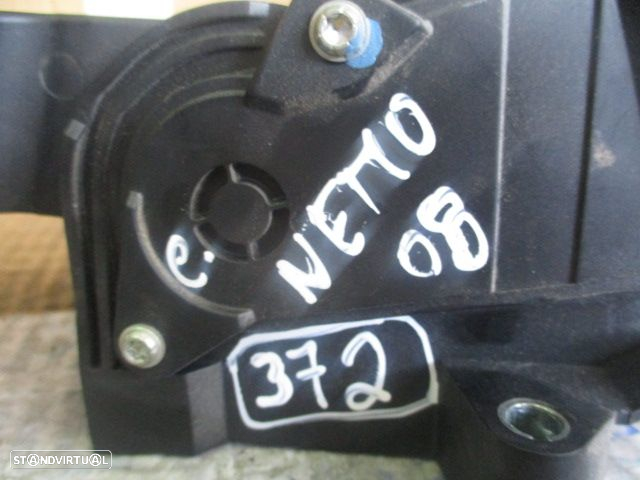 NEMO
08
e.
372
STANDVIRTUAL